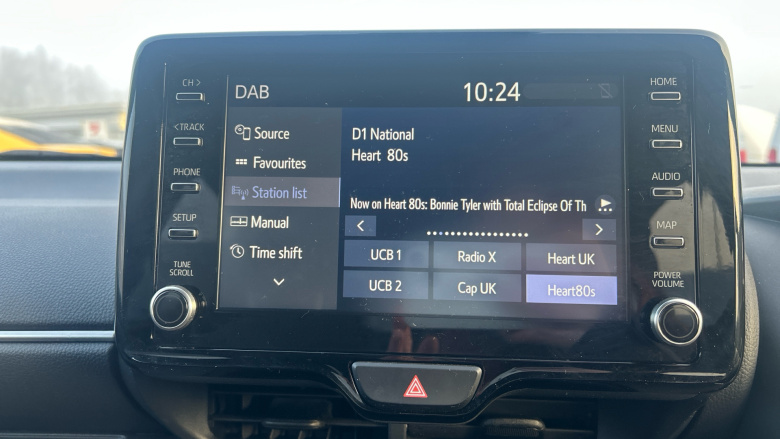 CH >
< TRACK
PHONE
SETUP
TUNE
SCROLL
DAB
10:24
Source
Favourites
Station list
Manual
Time shift
D1 National
Heart 80s
Now on Heart 80s: Bonnie Tyler with Total Eclipse Of Th
UCB 1
Radio X
Heart UK
UCB 2
Cap UK
Heart80s
HOME
MENU
AUDIO
MAP
POWER
VOLUME